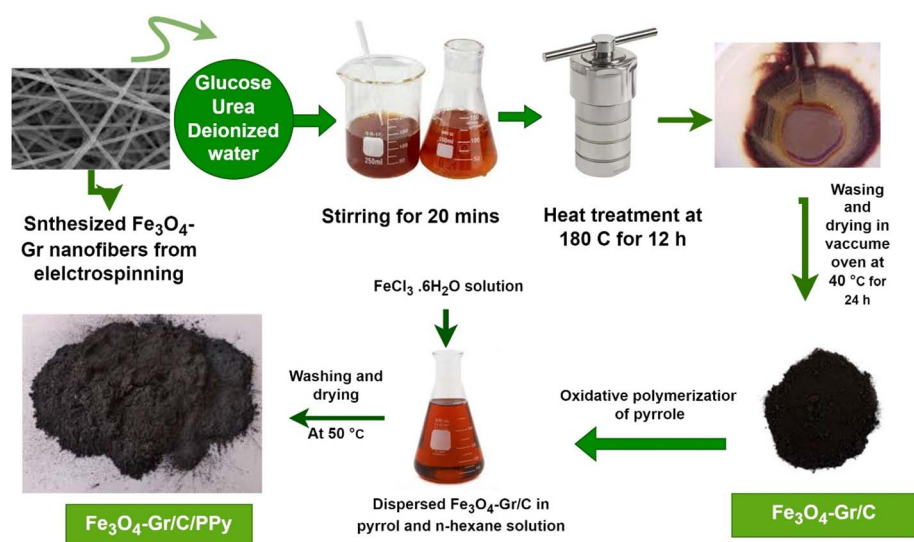 Glucose
Urea
Deionized
water
Snthesized Fe₃O₄-
Gr nanofibers from
elelctrospinning
Stirring for 20 mins
Heat treatment at
180 C for 12 h
Wasing
and
drying in
vaccume
oven at
40 °C for
24 h
FeCl₃ .6H₂O solution
Washing and
drying
At 50 °C
Oxidative polymerizatio
of pyrrole
Dispersed Fe₃O₄-Gr/C in
pyrrol and n-hexane solution
Fe₃O₄-Gr/C/PPy
Fe₃O₄-Gr/C
250ml